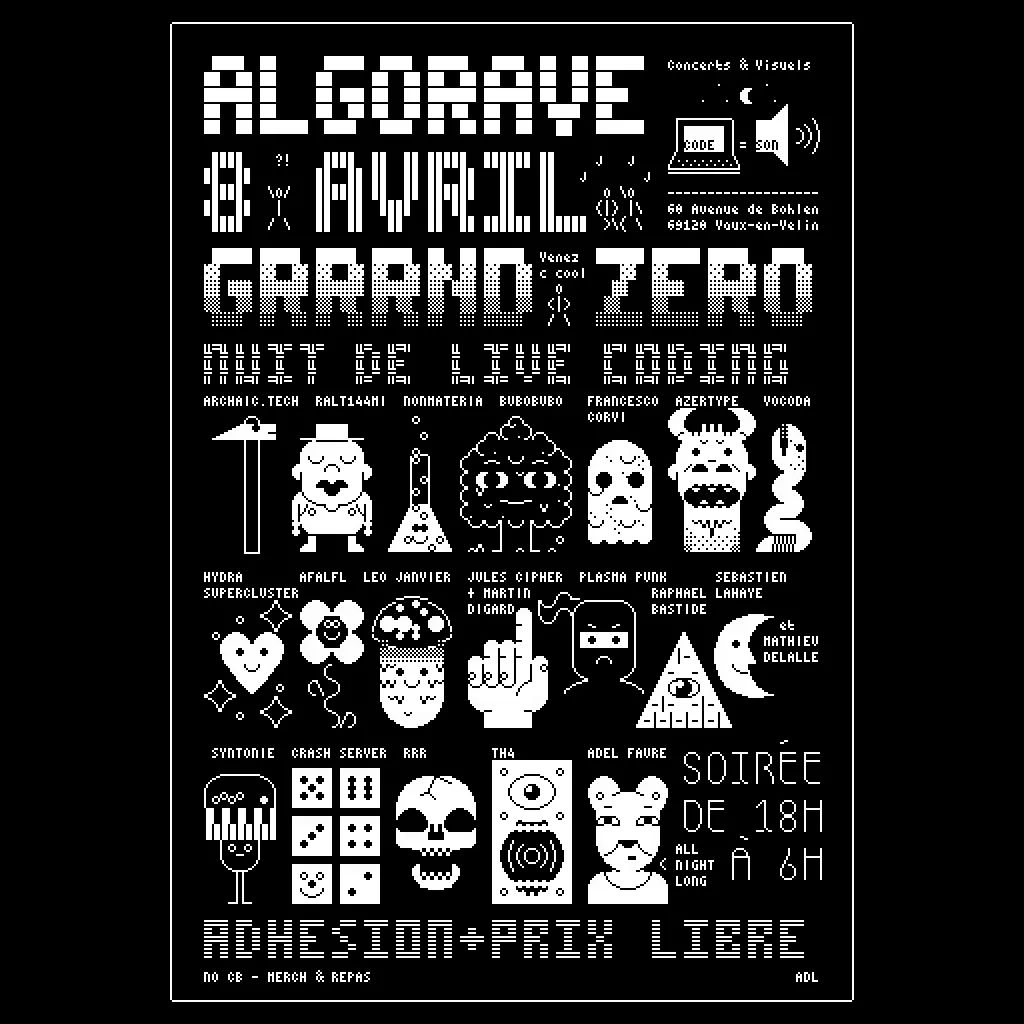 ALGORAVE
Concerts & Visuels
CODE = SON
8 AVRIL
?!
60 Avenue de Bohlen
69120 Vaux-en-Velin
GRRRND ZERO
Venez
c cool
NUIT DE LIVE CODING
ARCHAIC.TECH RALT144MI NONMATERIA BUBOBUBO FRANCESCO CORVI AZERTYPE YOCODA
HYDRA SUPERCLUSTER AFALFL LEO JANVIER JULES CIPHER + MARTIN DIGARD PLASMA PUNK RAPHAEL BASTIDE SEBASTIEN LAHAYE
et
MATHIEU
DELALLE
SYNTONIE CRASH SERVER RRR TH4 ADEL FAURE
SOIRÉE
DE 18H
À 6H
ALL
NIGHT
LONG
ADHESION+PRIX LIBRE
NO CB - MERCH & REPAS
ADL